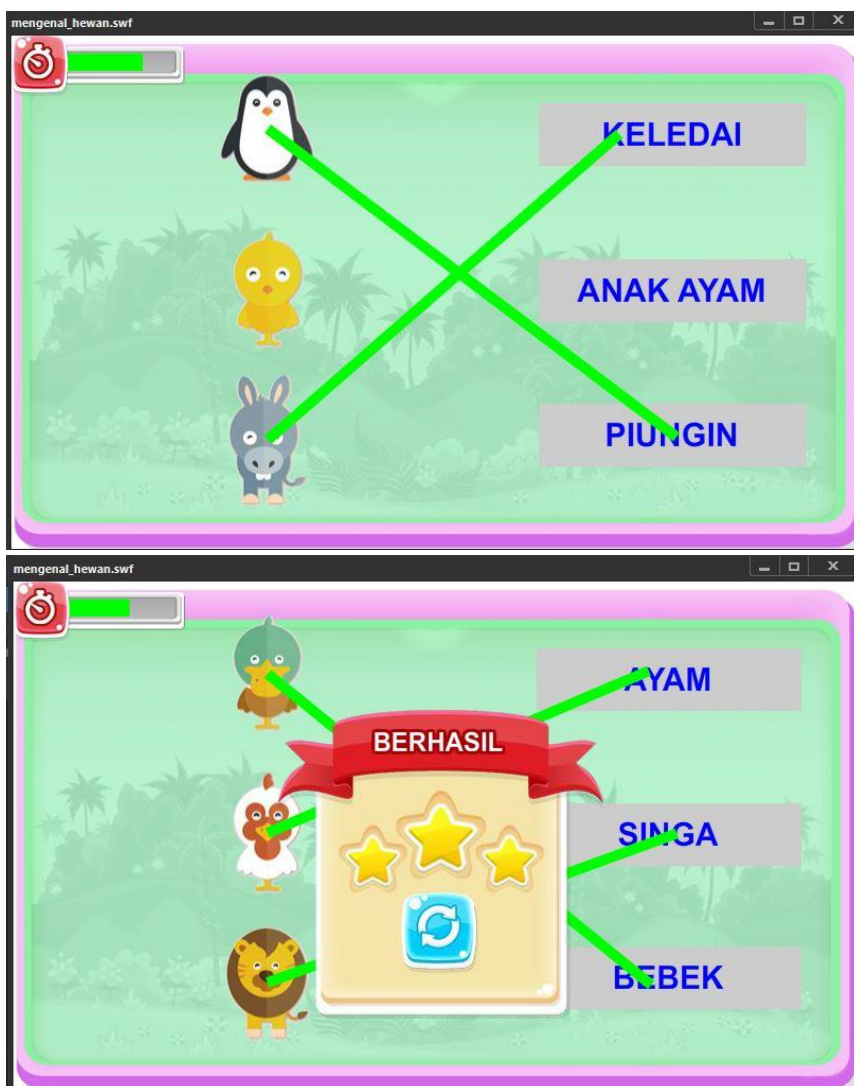 mengenal_hewan.swf
KELEDAI
ANAK AYAM
PIUNGIN
mengenal_hewan.swf
AYAM
BERHASIL
SINGA
BEBEK